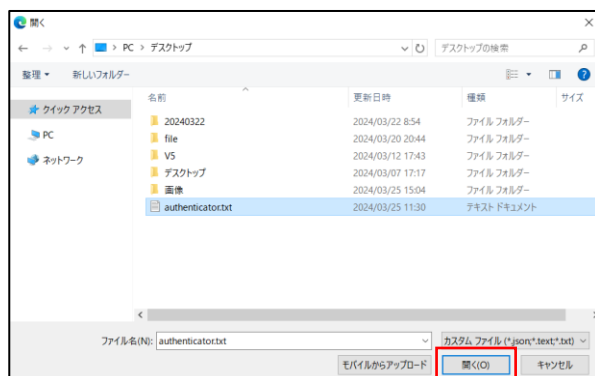 開く
PC > デスクトップ
デスクトップの検索
整理 新しいフォルダー
名前 更新日時 種類 サイズ
クイック アクセス
PC
ネットワーク
20240322 2024/03/22 8:54 ファイル フォルダー
file 2024/03/20 20:44 ファイル フォルダー
V5 2024/03/12 17:43 ファイル フォルダー
デスクトップ 2024/03/07 17:17 ファイル フォルダー
画像 2024/03/25 15:04 ファイル フォルダー
authenticator.txt 2024/03/25 11:30 テキスト ドキュメント
ファイル名(N): authenticator.txt カスタム ファイル (*.json;*.text;*.txt)
モバイルからアップロード 開く(O) キャンセル